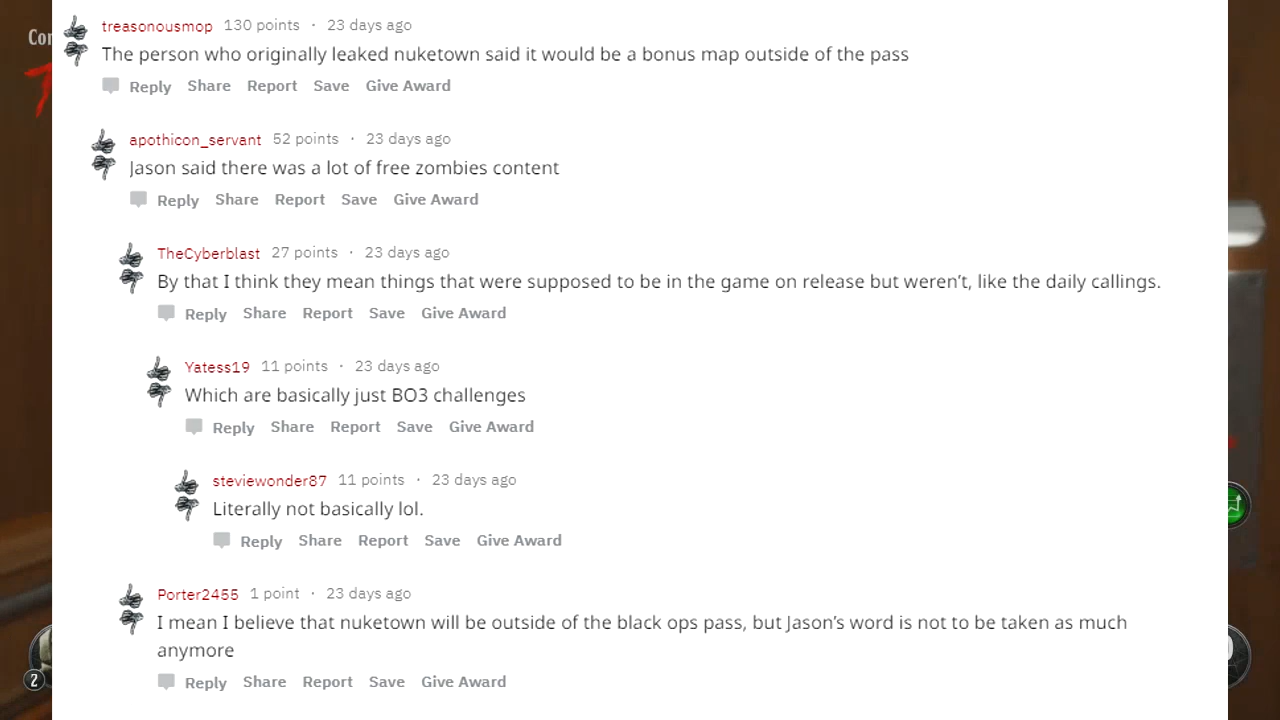 Cor
treasonousmop 130 points · 23 days ago
The person who originally leaked nuketown said it would be a bonus map outside of the pass
Reply Share Report Save Give Award
apothicon_servant 52 points · 23 days ago
Jason said there was a lot of free zombies content
Reply Share Report Save Give Award
TheCyberblast 27 points · 23 days ago
By that I think they mean things that were supposed to be in the game on release but weren't, like the daily callings.
Reply Share Report Save Give Award
Yatess19 11 points · 23 days ago
Which are basically just BO3 challenges
Reply Share Report Save Give Award
steviewonder87 11 points · 23 days ago
Literally not basically lol.
Reply Share Report Save Give Award
Porter2455 1 point · 23 days ago
I mean I believe that nuketown will be outside of the black ops pass, but Jason's word is not to be taken as much
anymore
Reply Share Report Save Give Award
2